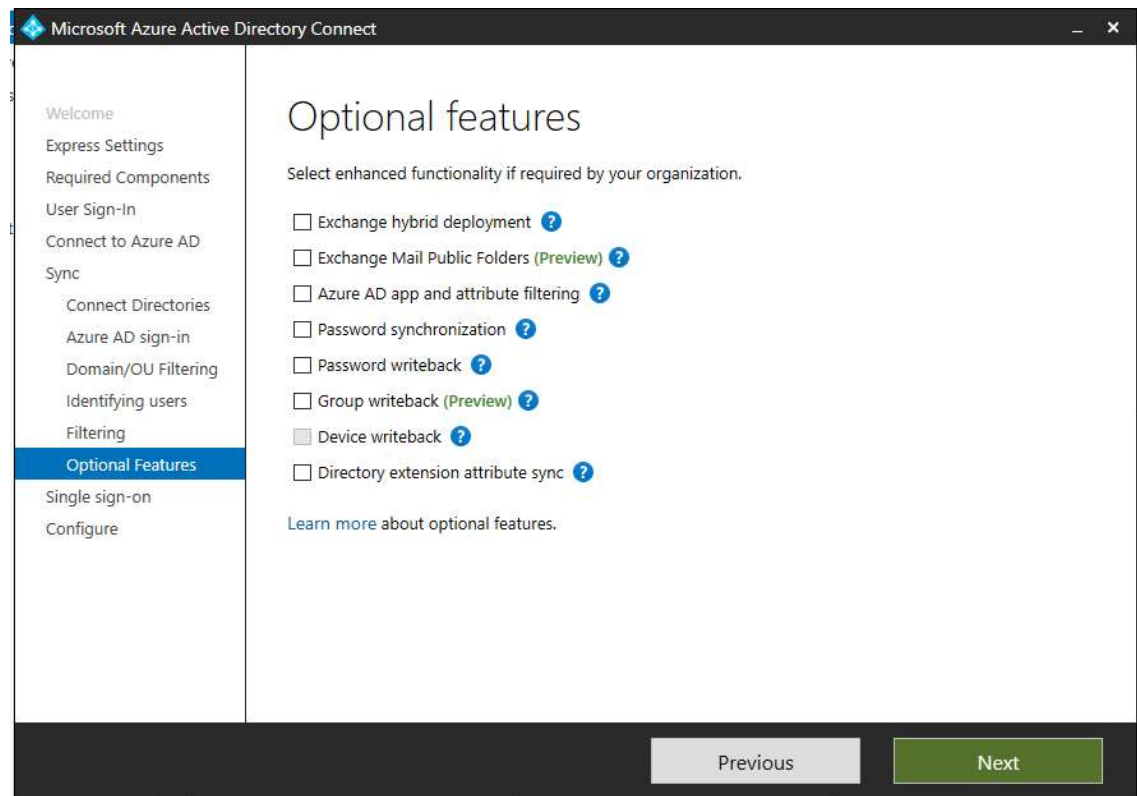 Microsoft Azure Active Directory Connect
Welcome
Express Settings
Required Components
User Sign-In
Connect to Azure AD
Sync
Connect Directories
Azure AD sign-in
Domain/OU Filtering
Identifying users
Filtering
Optional Features
Single sign-on
Configure
Optional features
Select enhanced functionality if required by your organization.
Exchange hybrid deployment ?
Exchange Mail Public Folders (Preview) ?
Azure AD app and attribute filtering ?
Password synchronization ?
Password writeback ?
Group writeback (Preview) ?
Device writeback ?
Directory extension attribute sync ?
Learn more about optional features.
Previous
Next